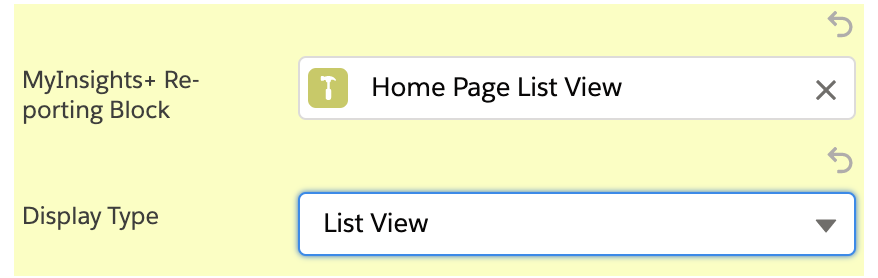 MyInsights+ Re-
porting Block
Home Page List View
Display Type
List View